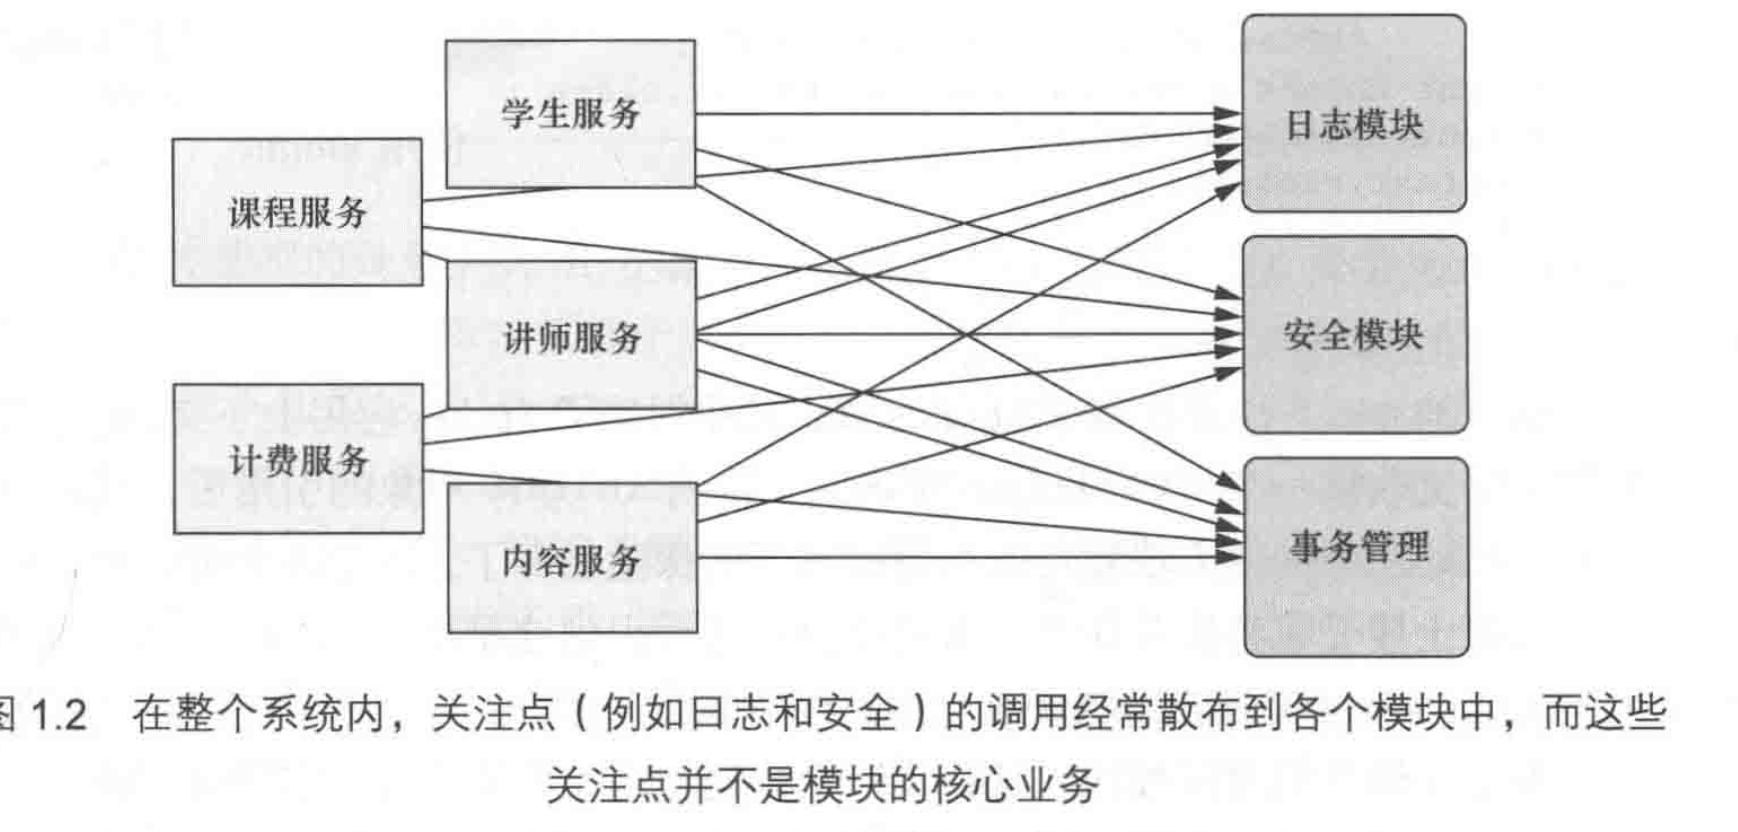 学生服务
日志模块
课程服务
讲师服务
安全模块
计费服务
内容服务
事务管理
图 1.2 在整个系统内，关注点（例如日志和安全）的调用经常散布到各个模块中，而这些
关注点并不是模块的核心业务